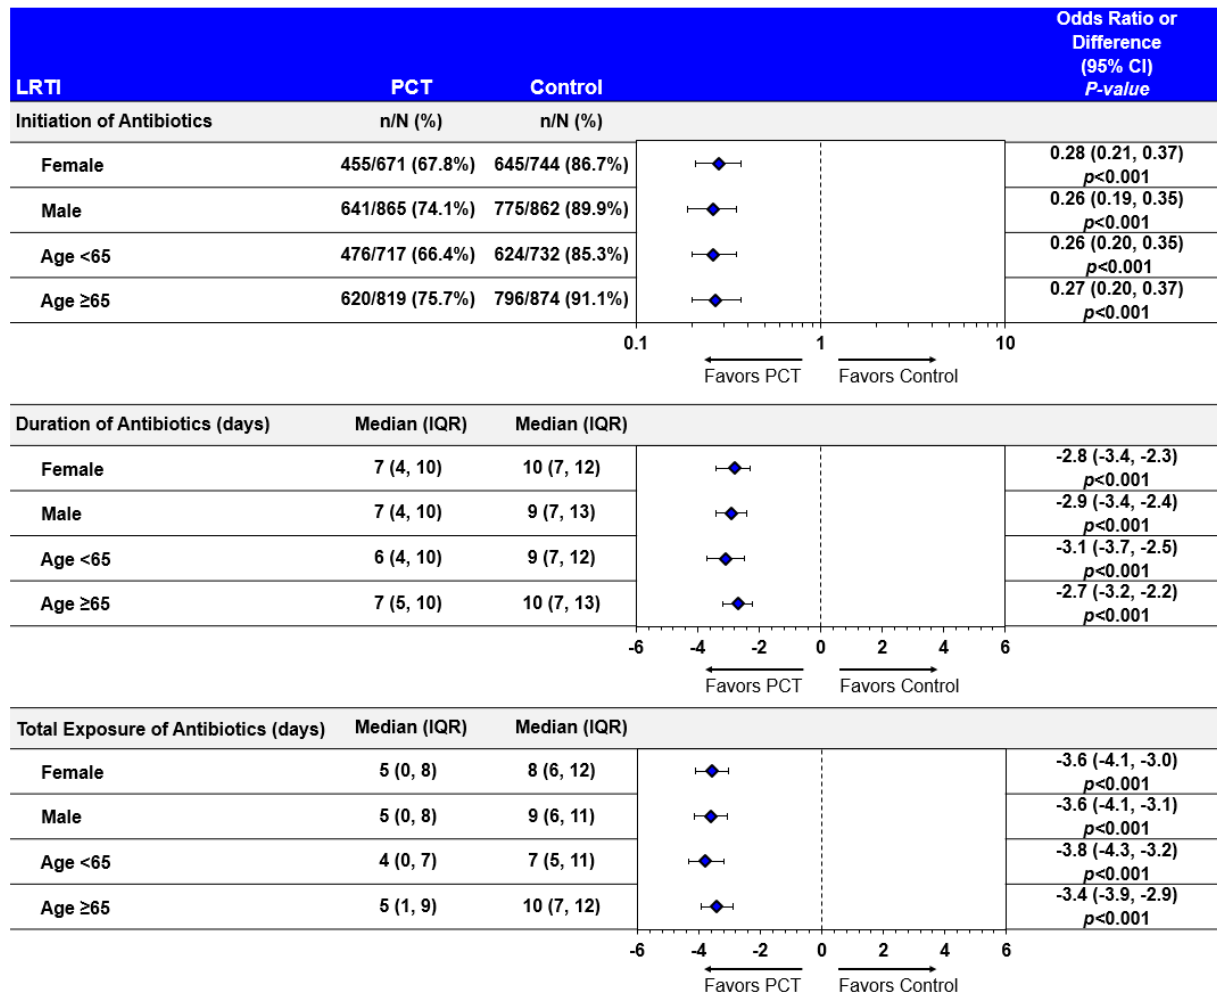 LRTI PCT Control Odds Ratio or
Difference
(95% CI)
P-value
Initiation of Antibiotics n/N (%) n/N (%)
Female 455/671 (67.8%) 645/744 (86.7%) 0.28 (0.21, 0.37)
p<0.001
Male 641/865 (74.1%) 775/862 (89.9%) 0.26 (0.19, 0.35)
p<0.001
Age <65 476/717 (66.4%) 624/732 (85.3%) 0.26 (0.20, 0.35)
p<0.001
Age ≥65 620/819 (75.7%) 796/874 (91.1%) 0.27 (0.20, 0.37)
p<0.001
0.1 1 10
Favors PCT Favors Control
Duration of Antibiotics (days) Median (IQR) Median (IQR)
Female 7 (4, 10) 10 (7, 12) -2.8 (-3.4, -2.3)
p<0.001
Male 7 (4, 10) 9 (7, 13) -2.9 (-3.4, -2.4)
p<0.001
Age <65 6 (4, 10) 9 (7, 12) -3.1 (-3.7, -2.5)
p<0.001
Age ≥65 7 (5, 10) 10 (7, 13) -2.7 (-3.2, -2.2)
p<0.001
-6 -4 -2 0 2 4 6
Favors PCT Favors Control
Total Exposure of Antibiotics (days) Median (IQR) Median (IQR)
Female 5 (0, 8) 8 (6, 12) -3.6 (-4.1, -3.0)
p<0.001
Male 5 (0, 8) 9 (6, 11) -3.6 (-4.1, -3.1)
p<0.001
Age <65 4 (0, 7) 7 (5, 11) -3.8 (-4.3, -3.2)
p<0.001
Age ≥65 5 (1, 9) 10 (7, 12) -3.4 (-3.9, -2.9)
p<0.001
-6 -4 -2 0 2 4 6
Favors PCT Favors Control